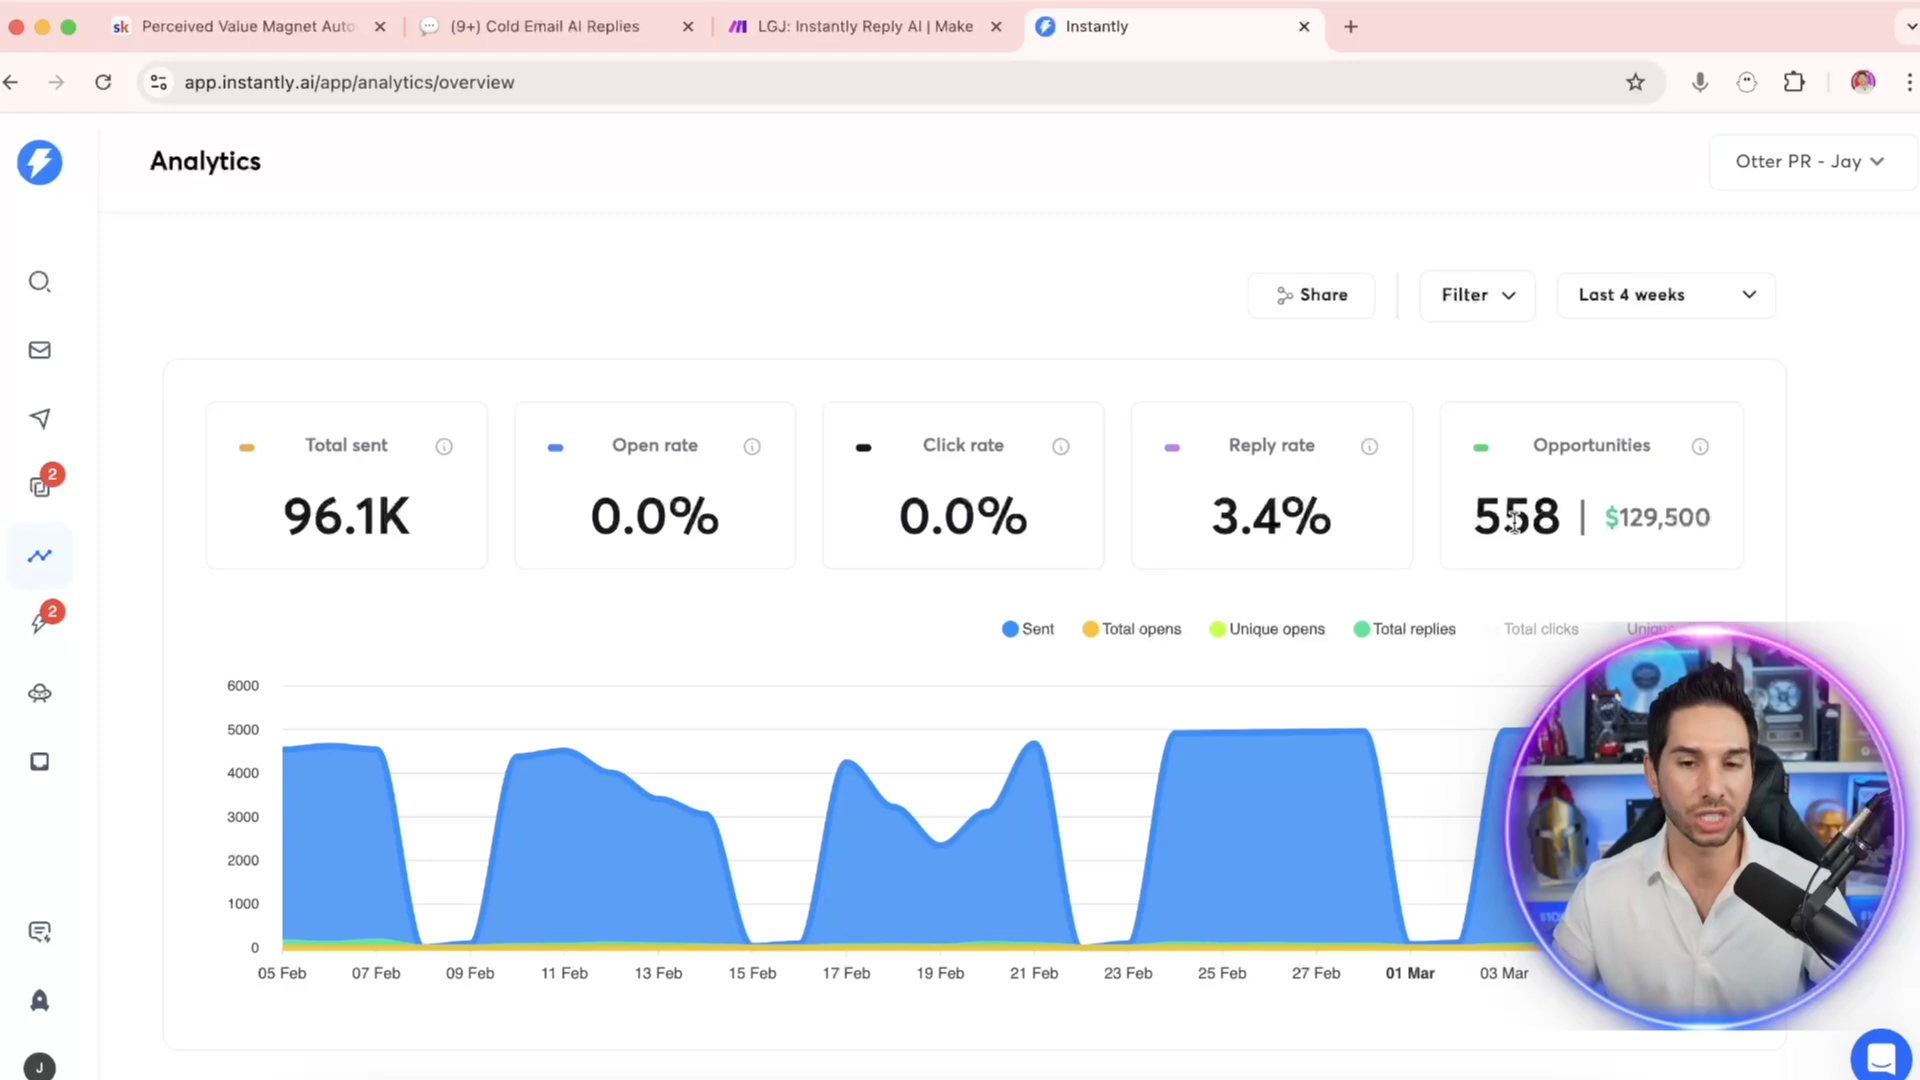 sk Perceived Value Magnet Auto
(9+) Cold Email AI Replies
LGJ: Instantly Reply AI | Make
Instantly
app.instantly.ai/app/analytics/overview
Analytics
Otter PR - Jay
Share
Filter
Last 4 weeks
Total sent
96.1K
Open rate
0.0%
Click rate
0.0%
Reply rate
3.4%
Opportunities
558 | $129,500
2
2
Sent
Total opens
Unique opens
Total replies
Total clicks
6000
5000
4000
3000
2000
1000
0
05 Feb
07 Feb
09 Feb
11 Feb
13 Feb
15 Feb
17 Feb
19 Feb
21 Feb
23 Feb
25 Feb
27 Feb
01 Mar
03 Mar
J